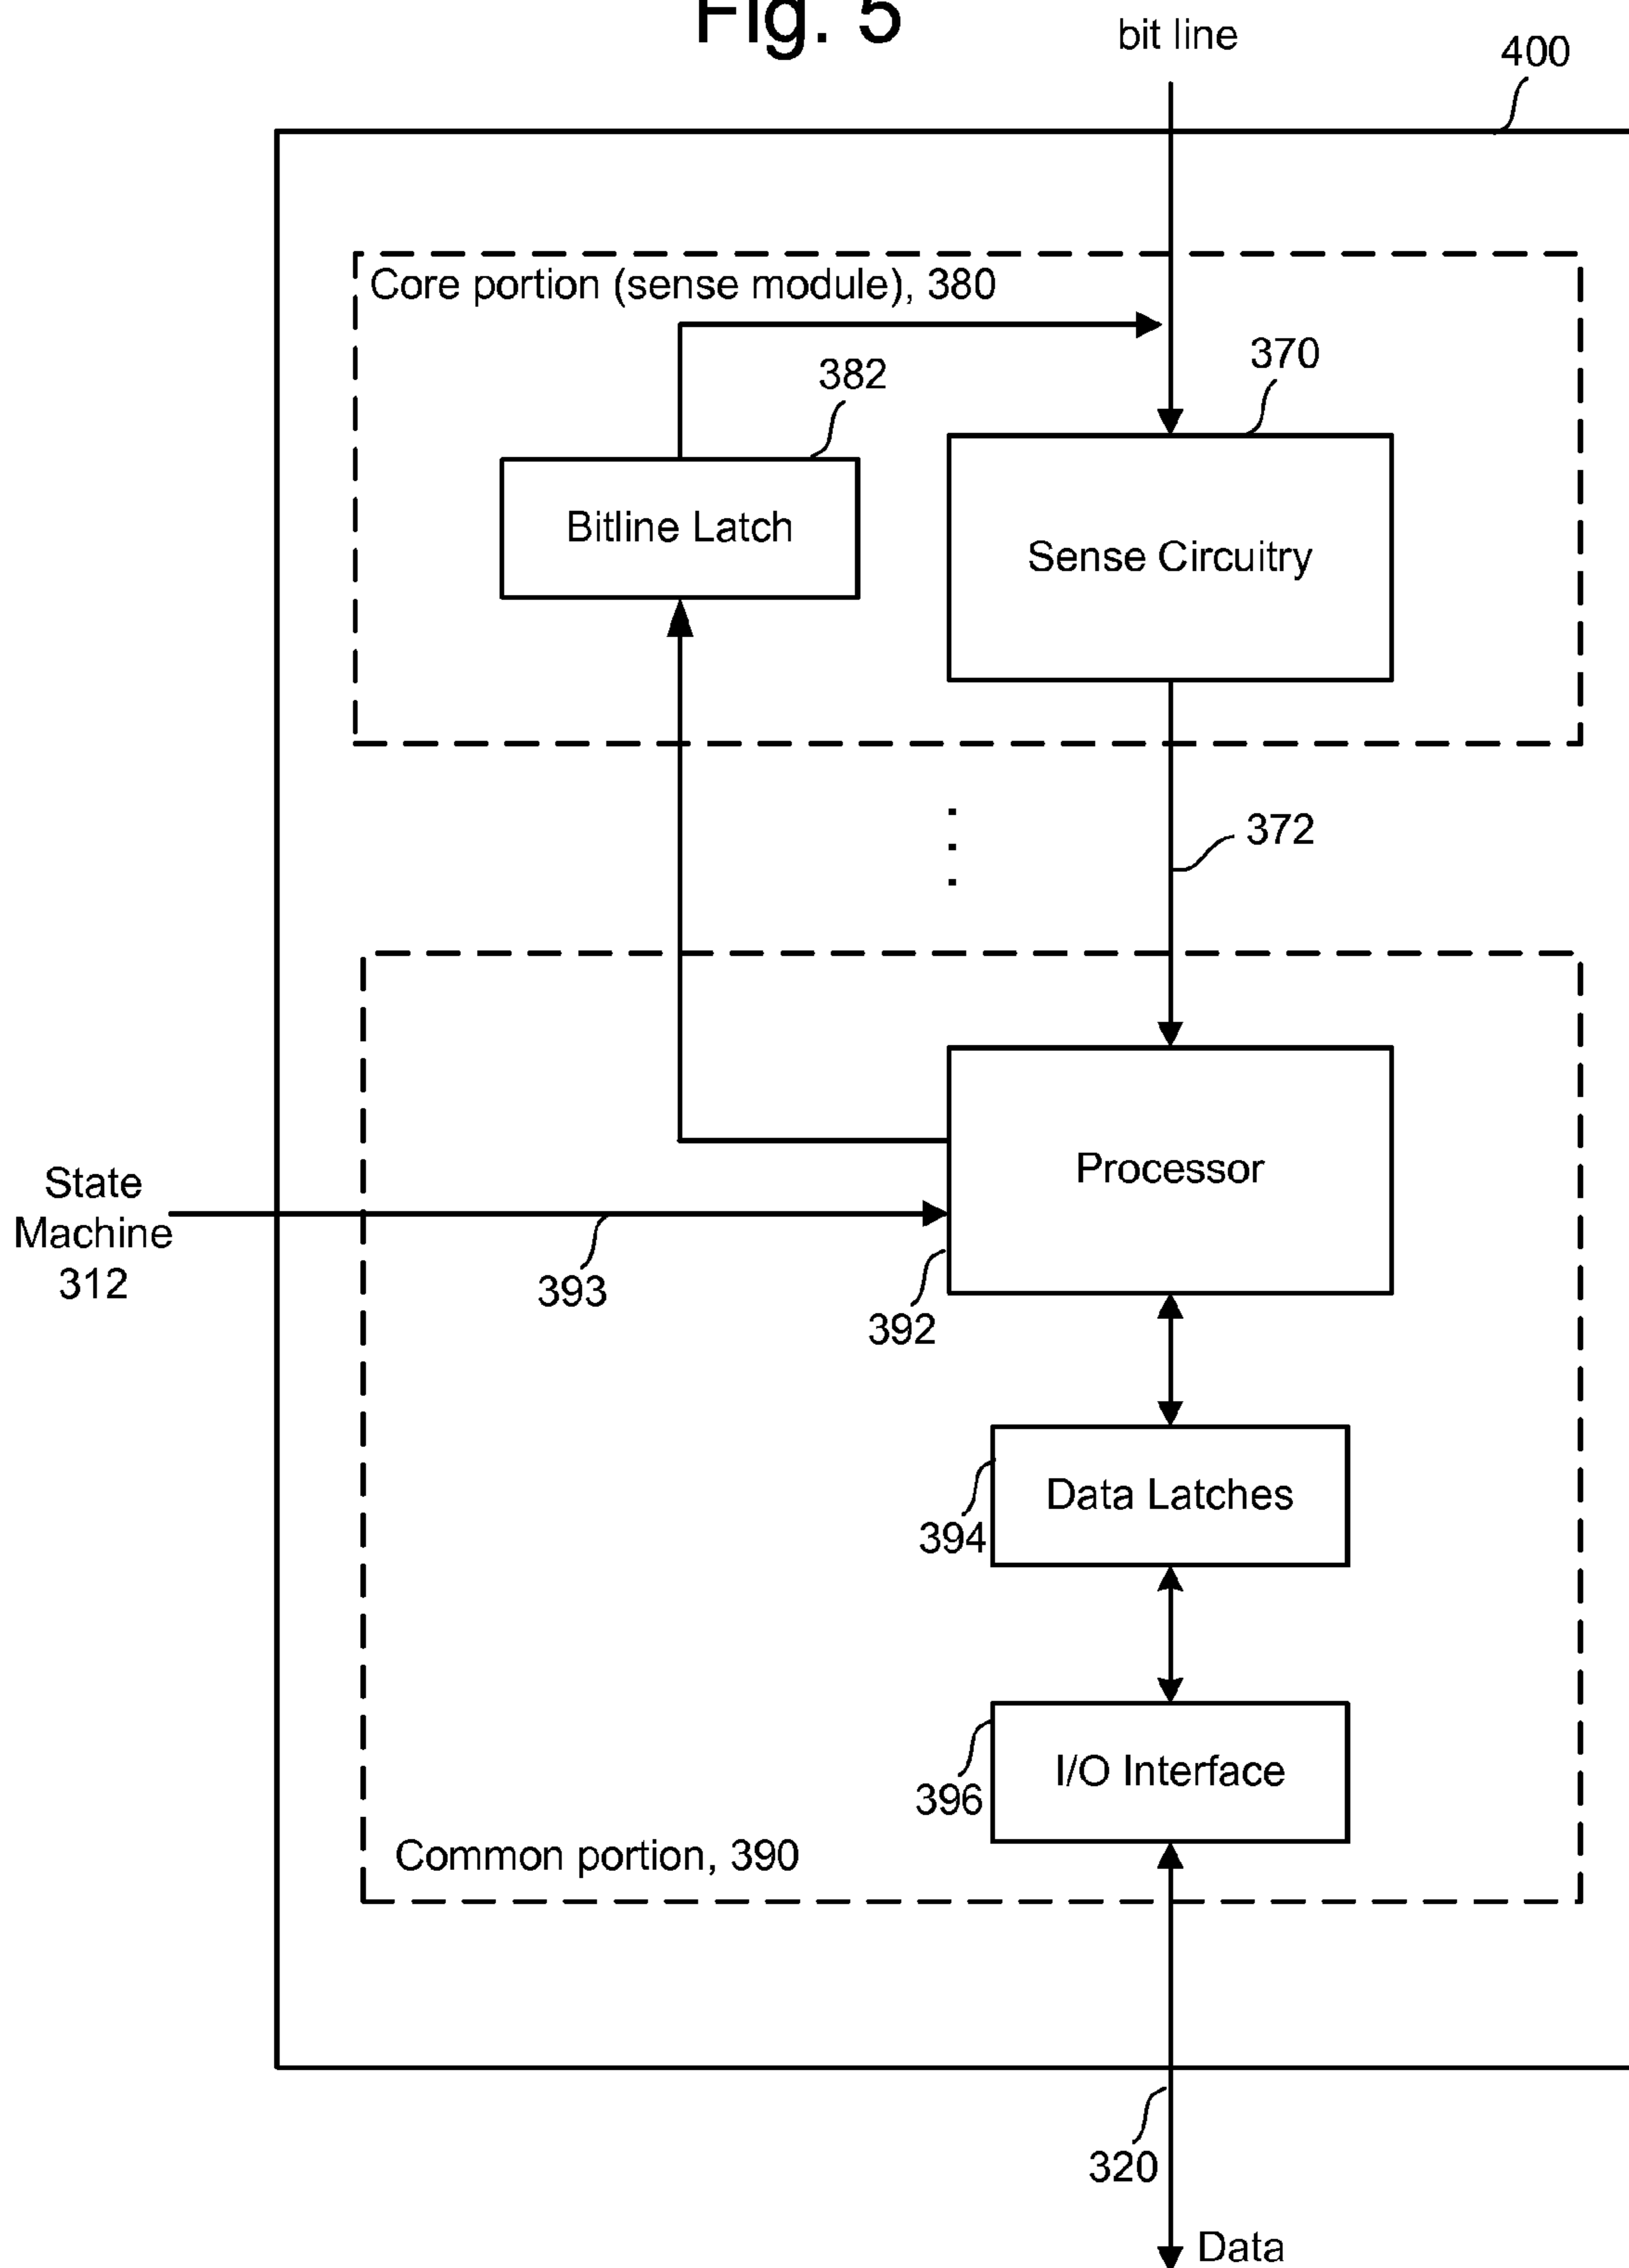 Fig. 5
bit line
400
Core portion (sense module), 380
370
382
Bitline Latch
Sense Circuitry
372
Processor
State
Machine
312
393
392
Data Latches
394
I/O Interface
396
Common portion, 390
320
Data